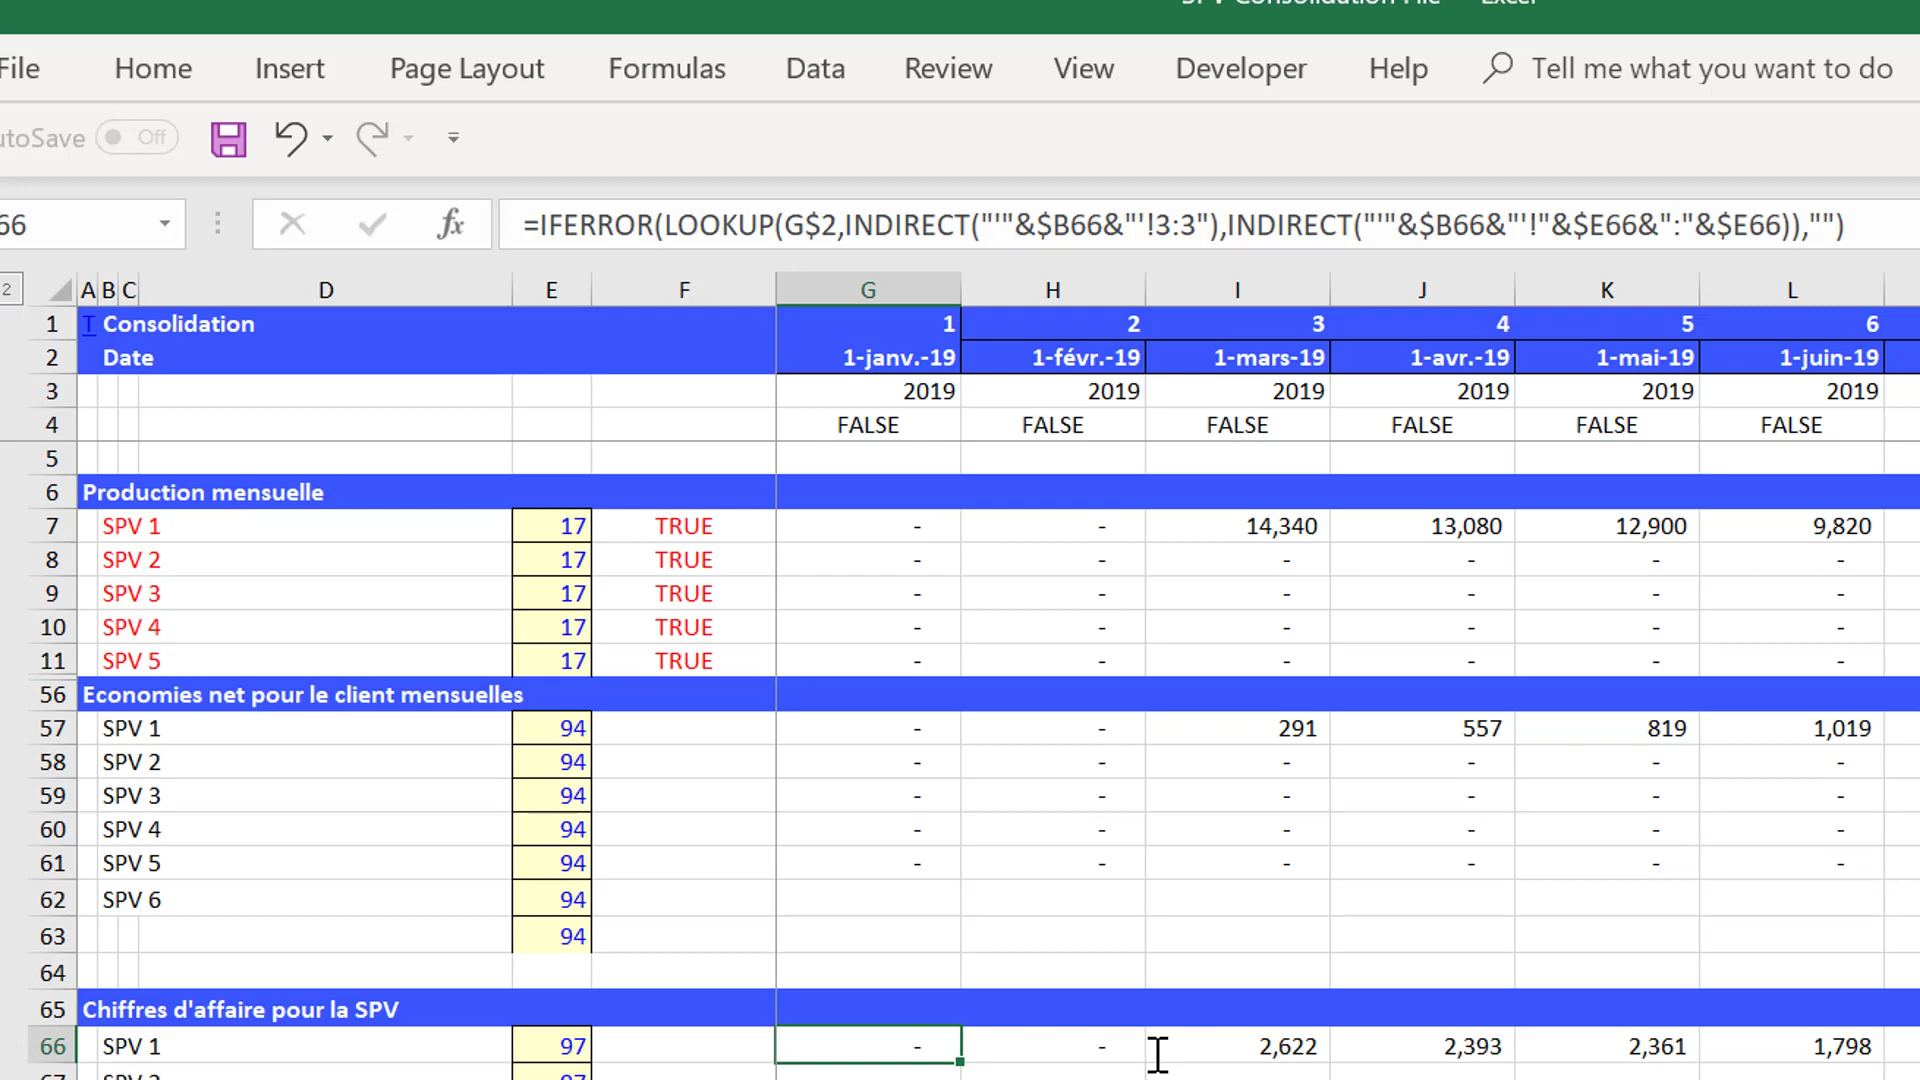 SPV Consolidation File - Excel
File Home Insert Page Layout Formulas Data Review View Developer Help Tell me what you want to do
utoSave Off
66 fx =IFERROR(LOOKUP(G$2,INDIRECT("'"&$B66&"'!3:3"),INDIRECT("'"&$B66&"'!"&$E66&":"&$E66)),"")
2 A B C D E F G H I J K L
1 T Consolidation 1 2 3 4 5 6
2 Date 1-janv.-19 1-févr.-19 1-mars-19 1-avr.-19 1-mai-19 1-juin-19
3 2019 2019 2019 2019 2019 2019
4 FALSE FALSE FALSE FALSE FALSE FALSE
5
6 Production mensuelle
7 SPV 1 17 TRUE - - 14,340 13,080 12,900 9,820
8 SPV 2 17 TRUE - - - - - -
9 SPV 3 17 TRUE - - - - - -
10 SPV 4 17 TRUE - - - - - -
11 SPV 5 17 TRUE - - - - - -
56 Economies net pour le client mensuelles
57 SPV 1 94 - - 291 557 819 1,019
58 SPV 2 94 - - - - - -
59 SPV 3 94 - - - - - -
60 SPV 4 94 - - - - - -
61 SPV 5 94 - - - - - -
62 SPV 6 94
63 94
64
65 Chiffres d'affaire pour la SPV
66 SPV 1 97 - - 2,622 2,393 2,361 1,798